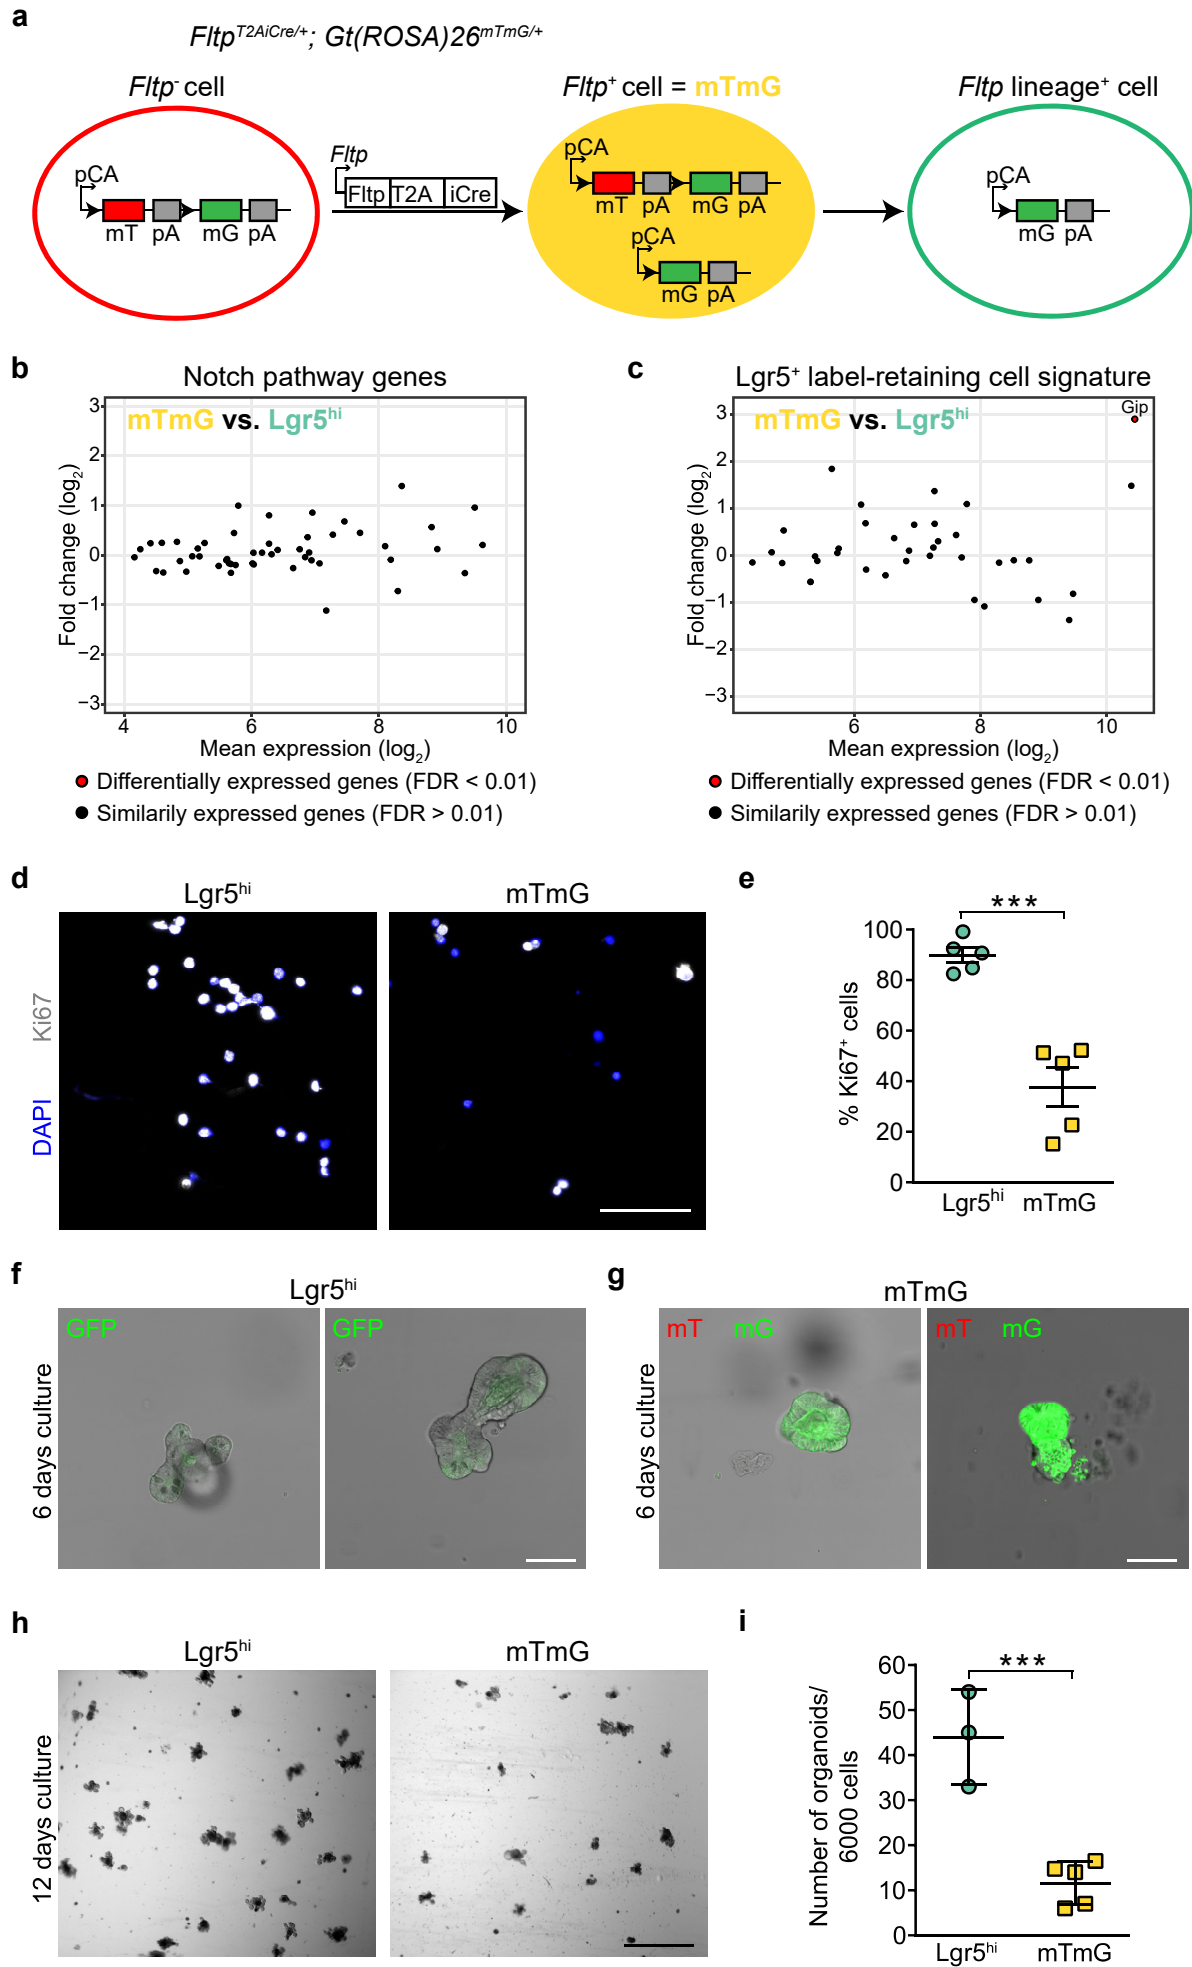 a
Fltp^T2AiCre/+; Gt(ROSA)26^mTmG/+
Fltp⁻ cell
Fltp⁺ cell = mTmG
Fltp lineage⁺ cell
pCA
mT pA mG pA
Fltp
Fltp T2A iCre
pCA
mT pA mG pA
pCA
mG pA
pCA
mG pA
b
Notch pathway genes
mTmG vs. Lgr5ʰⁱ
Fold change (log₂)
3
2
1
0
−1
−2
−3
4 6 8 10
Mean expression (log₂)
Differentially expressed genes (FDR < 0.01)
Similarily expressed genes (FDR > 0.01)
c
Lgr5⁺ label-retaining cell signature
mTmG vs. Lgr5ʰⁱ
Gip
Fold change (log₂)
3
2
1
0
−1
−2
−3
6 8 10
Mean expression (log₂)
Differentially expressed genes (FDR < 0.01)
Similarily expressed genes (FDR > 0.01)
d
Lgr5ʰⁱ
mTmG
DAPI Ki67
e
***
% Ki67⁺ cells
100
80
60
40
20
0
Lgr5ʰⁱ mTmG
f
Lgr5ʰⁱ
6 days culture
GFP
GFP
g
mTmG
6 days culture
mT mG
mT mG
h
Lgr5ʰⁱ
mTmG
12 days culture
i
***
Number of organoids/
6000 cells
60
50
40
30
20
10
0
Lgr5ʰⁱ mTmG